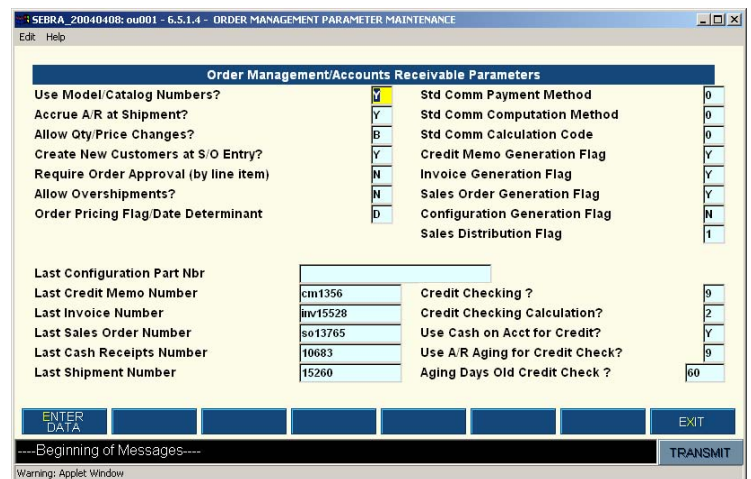 SEBRA_20040408: ou001 - 6.5.1.4 - ORDER MANAGEMENT PARAMETER MAINTENANCE
Edit Help
Order Management/Accounts Receivable Parameters
Use Model/Catalog Numbers? Y Std Comm Payment Method 0
Accrue A/R at Shipment? Y Std Comm Computation Method 0
Allow Qty/Price Changes? B Std Comm Calculation Code 0
Create New Customers at S/O Entry? Y Credit Memo Generation Flag Y
Require Order Approval (by line item) N Invoice Generation Flag Y
Allow Overshipments? N Sales Order Generation Flag Y
Order Pricing Flag/Date Determinant D Configuration Generation Flag N
Sales Distribution Flag 1
Last Configuration Part Nbr
Last Credit Memo Number cm1356 Credit Checking ? 9
Last Invoice Number inv15528 Credit Checking Calculation? 2
Last Sales Order Number so13765 Use Cash on Acct for Credit? Y
Last Cash Receipts Number 10683 Use A/R Aging for Credit Check? 9
Last Shipment Number 15260 Aging Days Old Credit Check ? 60
ENTER DATA EXIT
----Beginning of Messages---- TRANSMIT
Warning: Applet Window